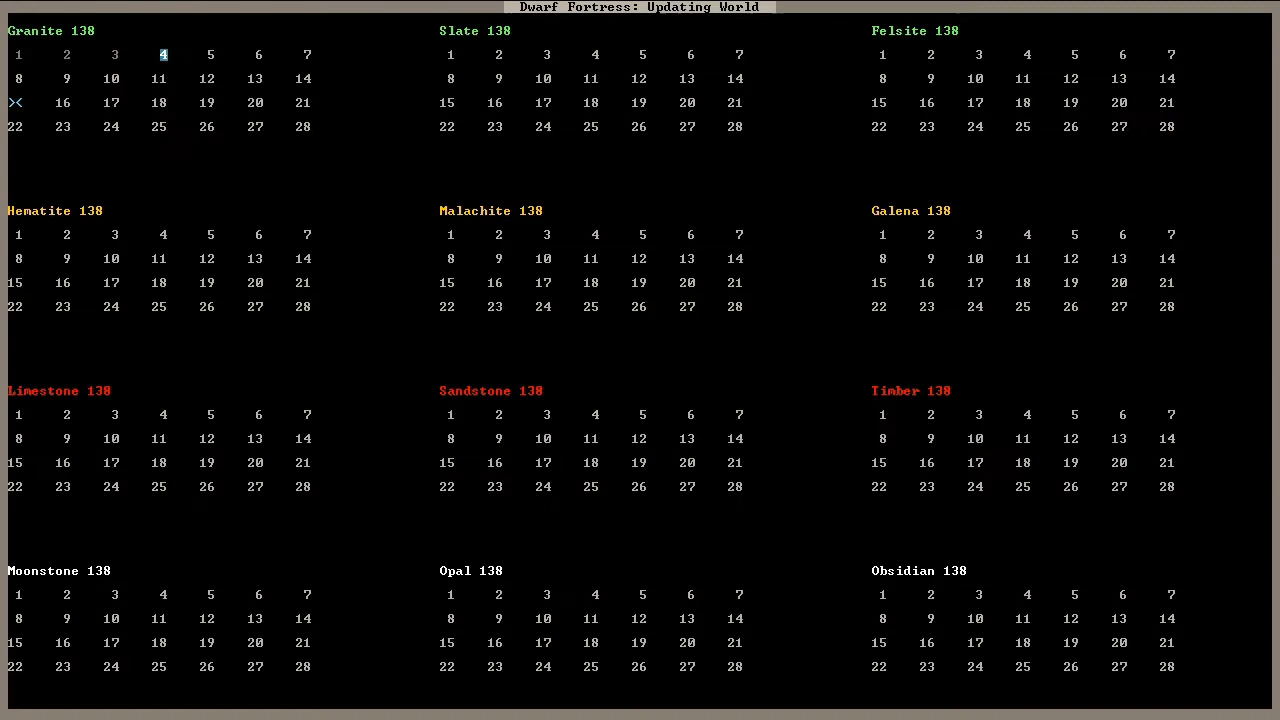 Dwarf Fortress: Updating World
Granite 138 Slate 138 Felsite 138
1 2 3 4 5 6 7 1 2 3 4 5 6 7 1 2 3 4 5 6 7
8 9 10 11 12 13 14 8 9 10 11 12 13 14 8 9 10 11 12 13 14
>< 16 17 18 19 20 21 15 16 17 18 19 20 21 15 16 17 18 19 20 21
22 23 24 25 26 27 28 22 23 24 25 26 27 28 22 23 24 25 26 27 28
Hematite 138 Malachite 138 Galena 138
1 2 3 4 5 6 7 1 2 3 4 5 6 7 1 2 3 4 5 6 7
8 9 10 11 12 13 14 8 9 10 11 12 13 14 8 9 10 11 12 13 14
15 16 17 18 19 20 21 15 16 17 18 19 20 21 15 16 17 18 19 20 21
22 23 24 25 26 27 28 22 23 24 25 26 27 28 22 23 24 25 26 27 28
Limestone 138 Sandstone 138 Timber 138
1 2 3 4 5 6 7 1 2 3 4 5 6 7 1 2 3 4 5 6 7
8 9 10 11 12 13 14 8 9 10 11 12 13 14 8 9 10 11 12 13 14
15 16 17 18 19 20 21 15 16 17 18 19 20 21 15 16 17 18 19 20 21
22 23 24 25 26 27 28 22 23 24 25 26 27 28 22 23 24 25 26 27 28
Moonstone 138 Opal 138 Obsidian 138
1 2 3 4 5 6 7 1 2 3 4 5 6 7 1 2 3 4 5 6 7
8 9 10 11 12 13 14 8 9 10 11 12 13 14 8 9 10 11 12 13 14
15 16 17 18 19 20 21 15 16 17 18 19 20 21 15 16 17 18 19 20 21
22 23 24 25 26 27 28 22 23 24 25 26 27 28 22 23 24 25 26 27 28